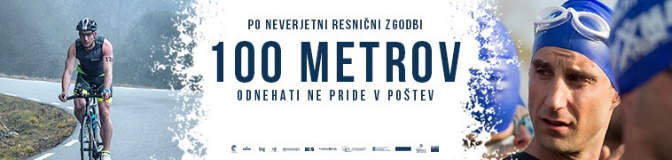 PO NEVERJETNI RESNIČNI ZGODBI
100 METROV
ODNEHATI NE PRIDE V POŠTEV